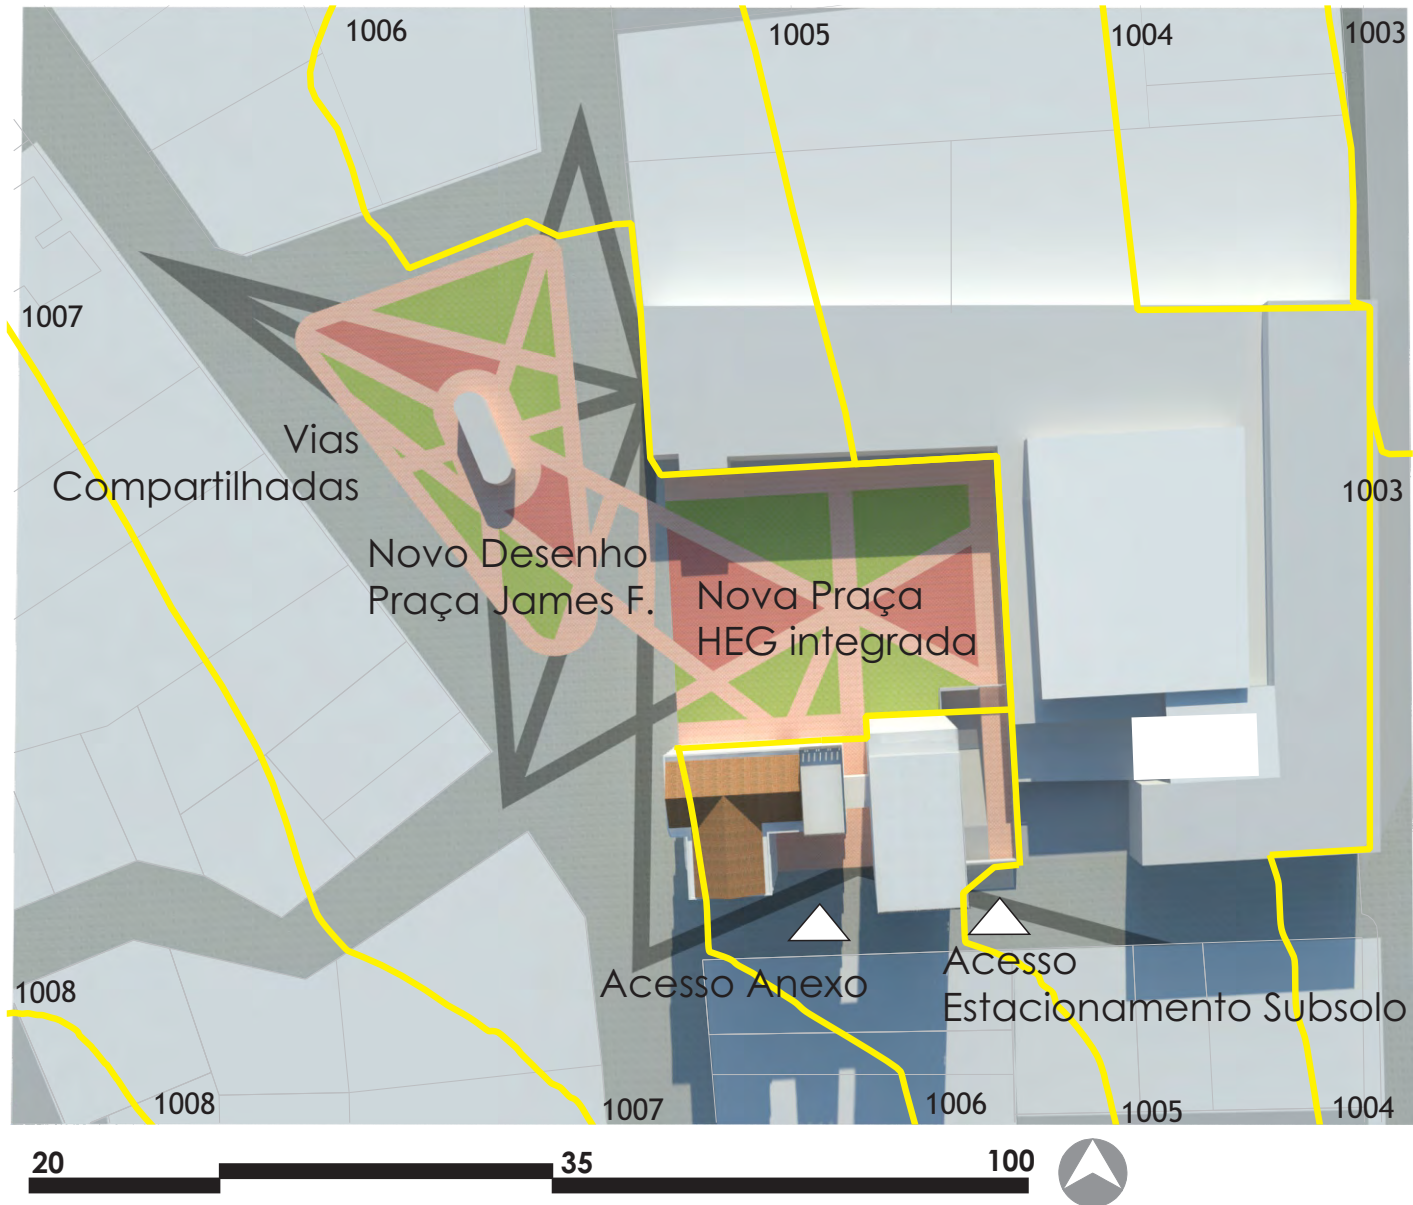 1006
1005
1004
1003
1007
Vias
Compartilhadas
1003
Novo Desenho
Praça James F.
Nova Praça
HEG integrada
Acesso Anexo
Acesso
Estacionamento Subsolo
1008
1008
1007
1006
1005
1004
20
35
100